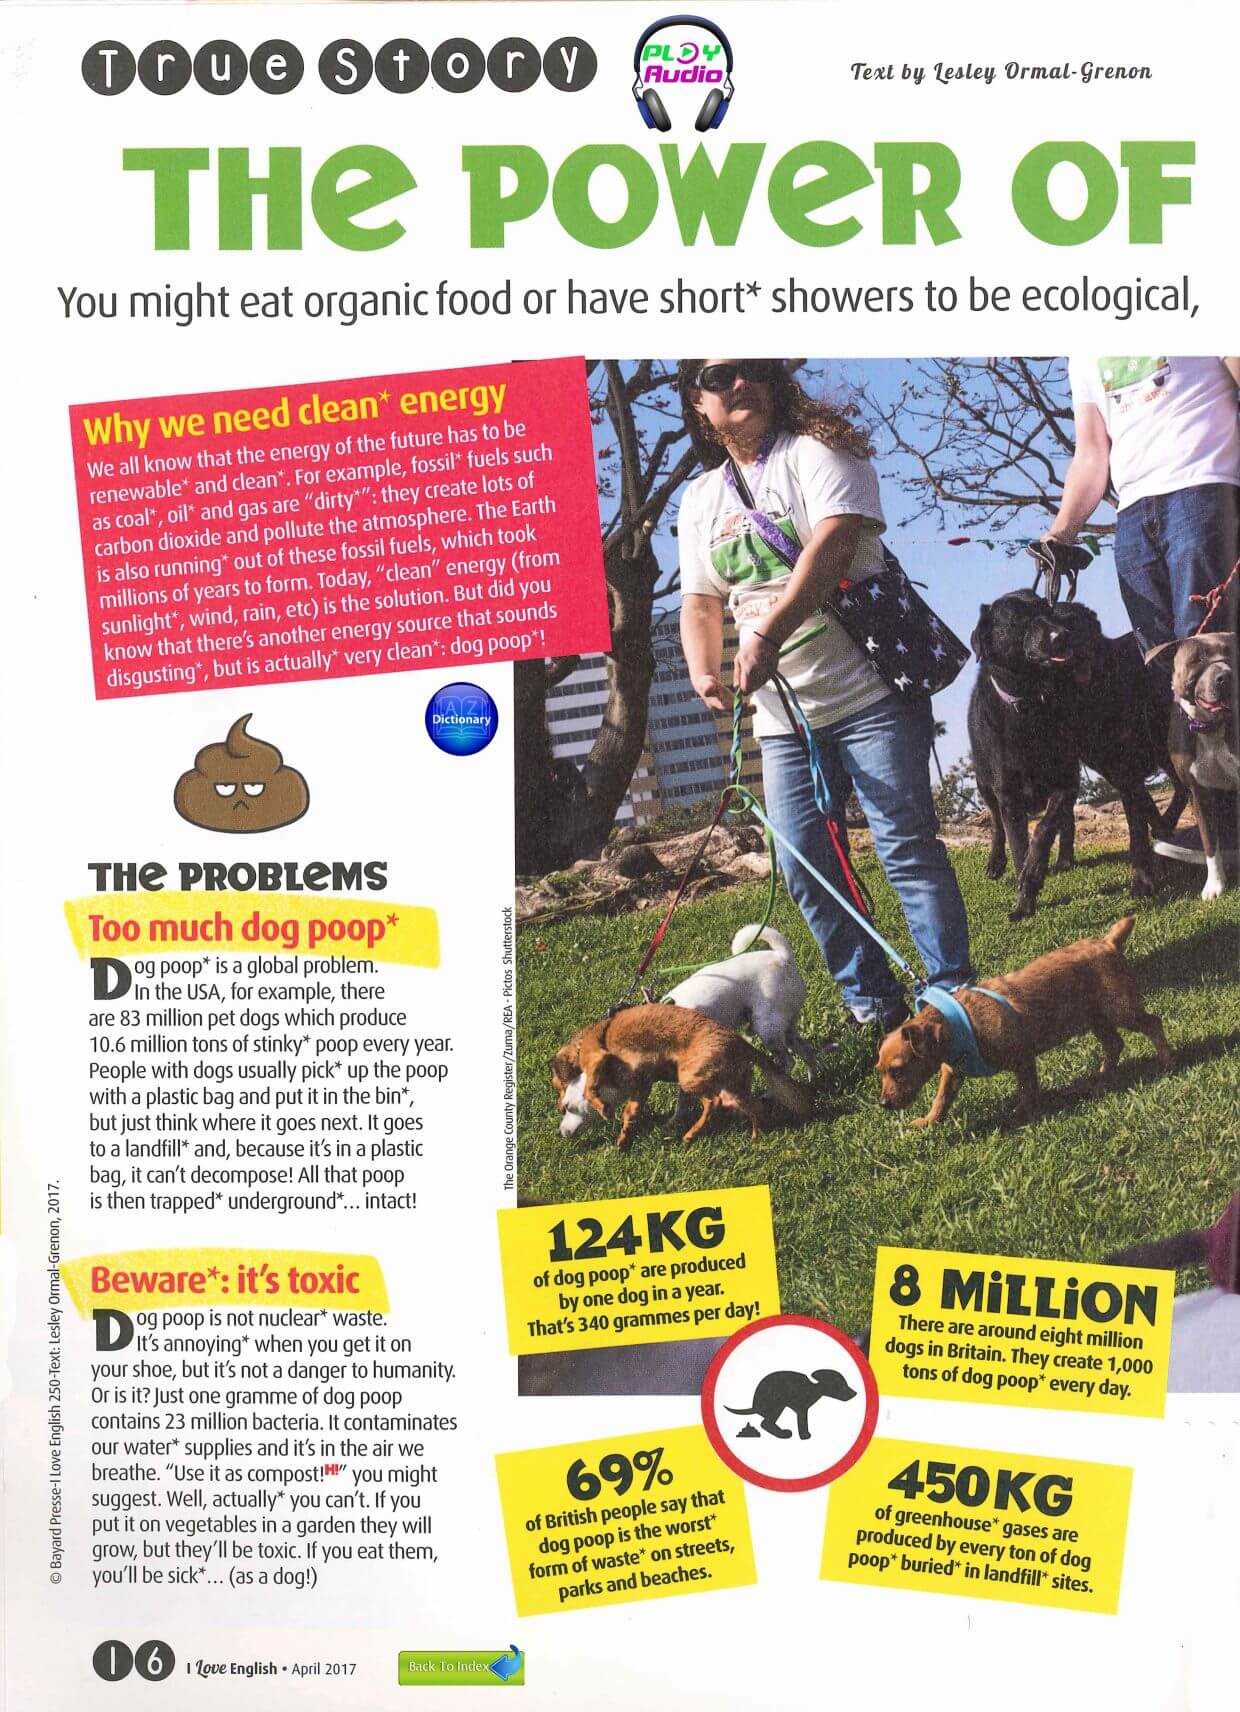 True Story
PLAY
Audio
Text by Lesley Ormal-Grenon
THE POWER OF
You might eat organic food or have short* showers to be ecological,
Why we need clean* energy
We all know that the energy of the future has to be
renewable* and clean*. For example, fossil* fuels such
as coal*, oil* and gas are "dirty*": they create lots of
carbon dioxide and pollute the atmosphere. The Earth
is also running* out of these fossil fuels, which took
millions of years to form. Today, "clean" energy (from
sunlight*, wind, rain, etc) is the solution. But did you
know that there's another energy source that sounds
disgusting*, but is actually* very clean*: dog poop*!
AZ
Dictionary
THE PROBLEMS
Too much dog poop*
Dog poop* is a global problem.
In the USA, for example, there
are 83 million pet dogs which produce
10.6 million tons of stinky* poop every year.
People with dogs usually pick* up the poop
with a plastic bag and put it in the bin*,
but just think where it goes next. It goes
to a landfill* and, because it's in a plastic
bag, it can't decompose! All that poop
is then trapped* underground*... intact!
Beware*: it's toxic
Dog poop is not nuclear* waste.
It's annoying* when you get it on
your shoe, but it's not a danger to humanity.
Or is it? Just one gramme of dog poop
contains 23 million bacteria. It contaminates
our water* supplies and it's in the air we
breathe. "Use it as compost!HI" you might
suggest. Well, actually* you can't. If you
put it on vegetables in a garden they will
grow, but they'll be toxic. If you eat them,
you'll be sick*... (as a dog!)
The Orange County Register/Zuma/REA - Pictos Shutterstock
124KG
of dog poop* are produced
by one dog in a year.
That's 340 grammes per day!
8 MILLION
There are around eight million
dogs in Britain. They create 1,000
tons of dog poop* every day.
69%
of British people say that
dog poop is the worst*
form of waste* on streets,
parks and beaches.
450KG
of greenhouse* gases are
produced by every ton of dog
poop* buried* in landfill* sites.
© Bayard Presse-I Love English 250-Text: Lesley Ormal-Grenon, 2017.
16 I Love English • April 2017
Back To Index